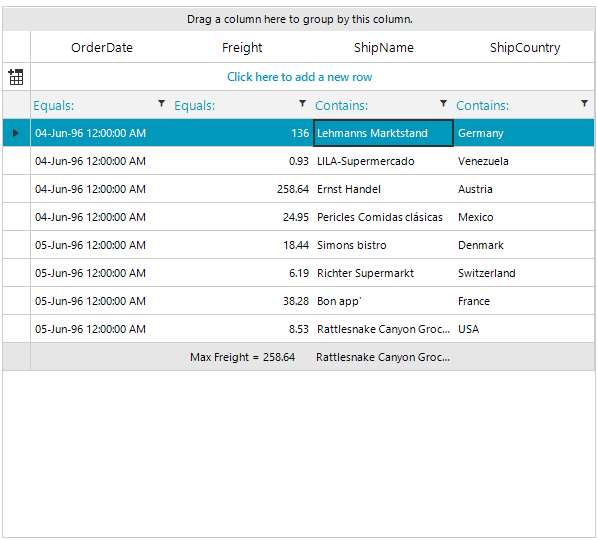 Drag a column here to group by this column.
OrderDate Freight ShipName ShipCountry
Click here to add a new row
Equals: Equals: Contains: Contains:
04-Jun-96 12:00:00 AM 136 Lehmanns Marktstand Germany
04-Jun-96 12:00:00 AM 0.93 LILA-Supermercado Venezuela
04-Jun-96 12:00:00 AM 258.64 Ernst Handel Austria
04-Jun-96 12:00:00 AM 24.95 Pericles Comidas clásicas Mexico
05-Jun-96 12:00:00 AM 18.44 Simons bistro Denmark
05-Jun-96 12:00:00 AM 6.19 Richter Supermarkt Switzerland
05-Jun-96 12:00:00 AM 38.28 Bon app' France
05-Jun-96 12:00:00 AM 8.53 Rattlesnake Canyon Groc... USA
Max Freight = 258.64 Rattlesnake Canyon Groc...